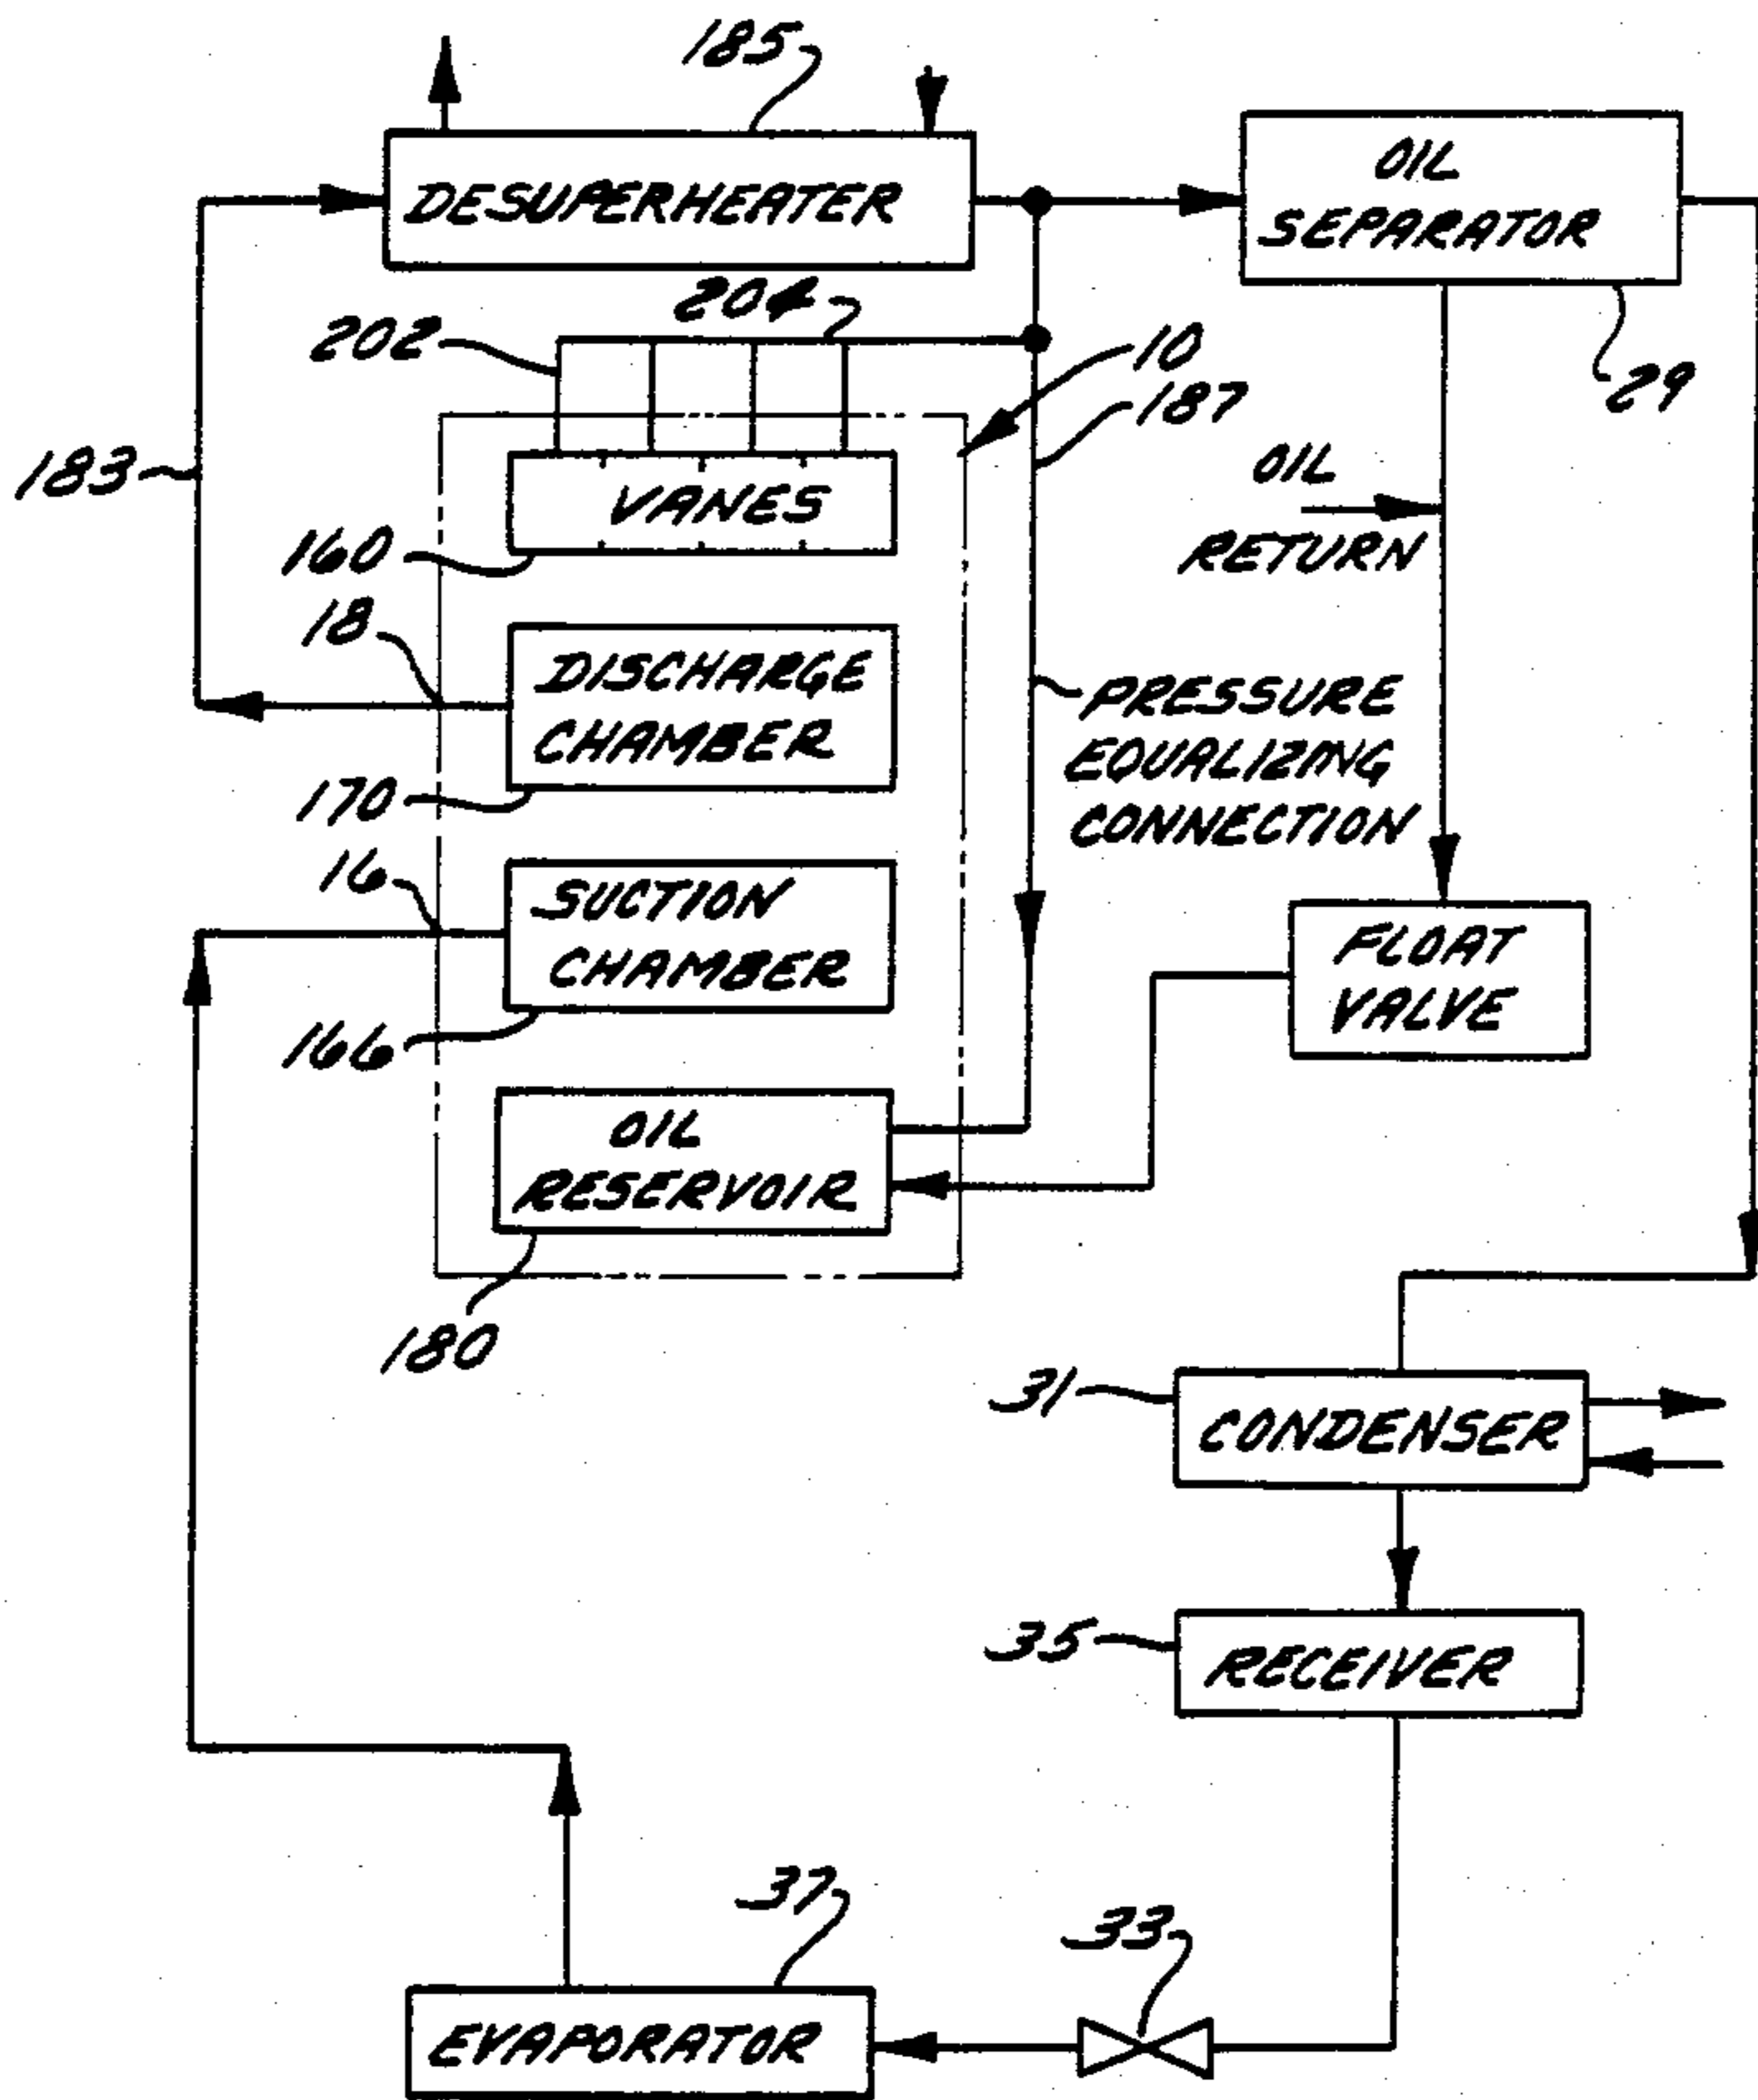 185
DESUPERHEATER
OIL
SEPARATOR
204
202
10
187
29
183
OIL
RETURN
VANES
160
18
DISCHARGE
CHAMBER
PRESSURE
EQUALIZING
CONNECTION
170
16
SUCTION
CHAMBER
FLOAT
VALVE
166
OIL
RESERVOIR
180
31
CONDENSER
35
RECEIVER
37
33
EVAPORATOR